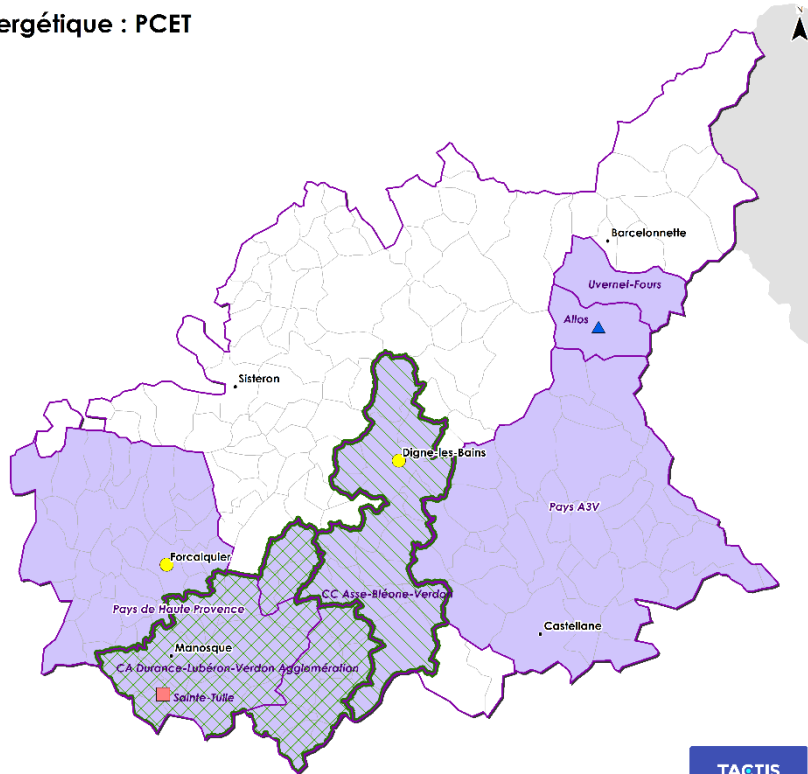 ergétique : PCET
N
Barcelonnette
Uvernet-Fours
Allos
Sisteron
Digne-les-Bains
Pays A3V
Forcalquier
CC Asse-Bléone-Verdon
Pays de Haute Provence
Castellane
Manosque
CA Durance-Lubéron-Verdon Agglomération
Sainte-Tulle
TACTIS